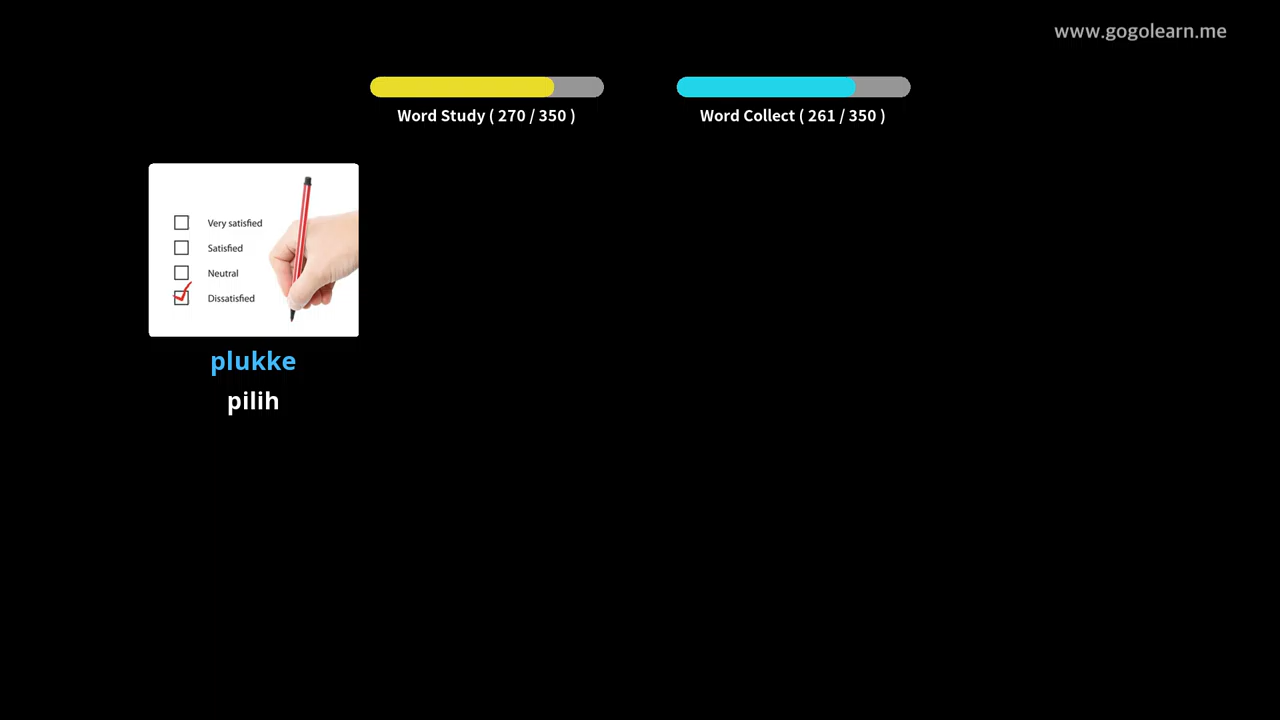 www.gogolearn.me
Word Study ( 270 / 350 )
Word Collect ( 261 / 350 )
Very satisfied
Satisfied
Neutral
Dissatisfied
plukke
pilih